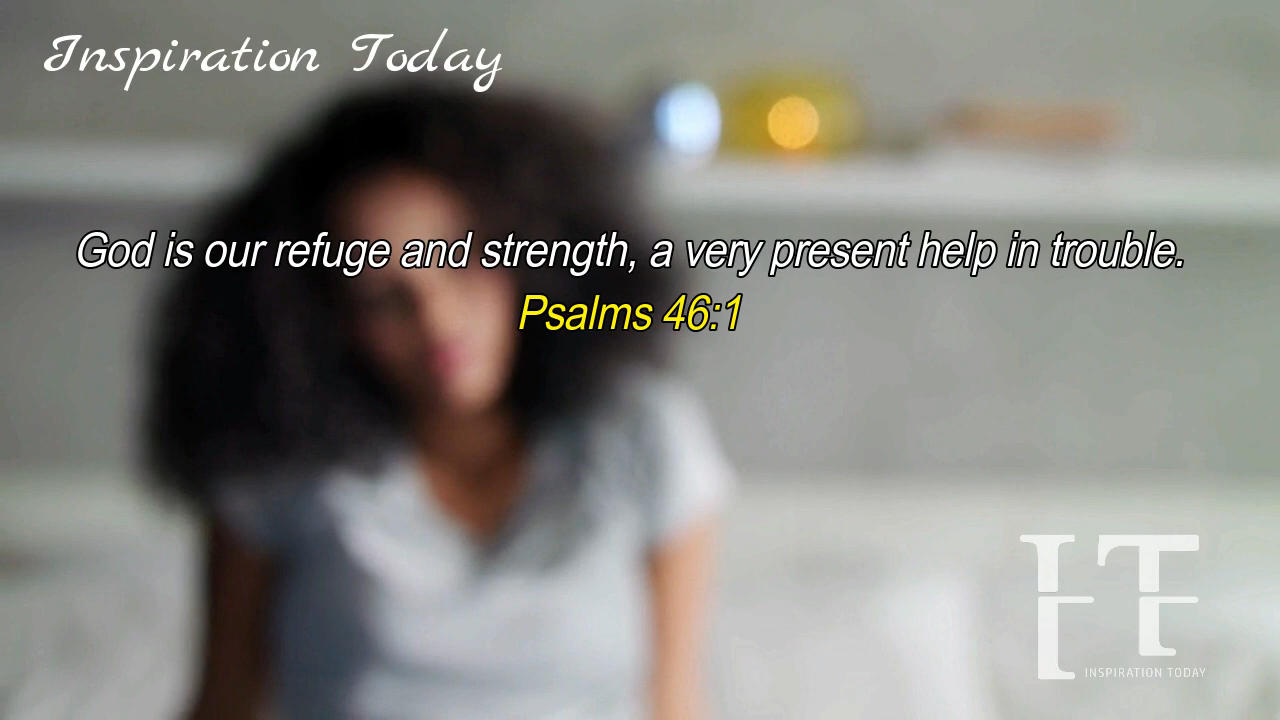 Inspiration Today
God is our refuge and strength, a very present help in trouble.
Psalms 46:1
IT
INSPIRATION TODAY